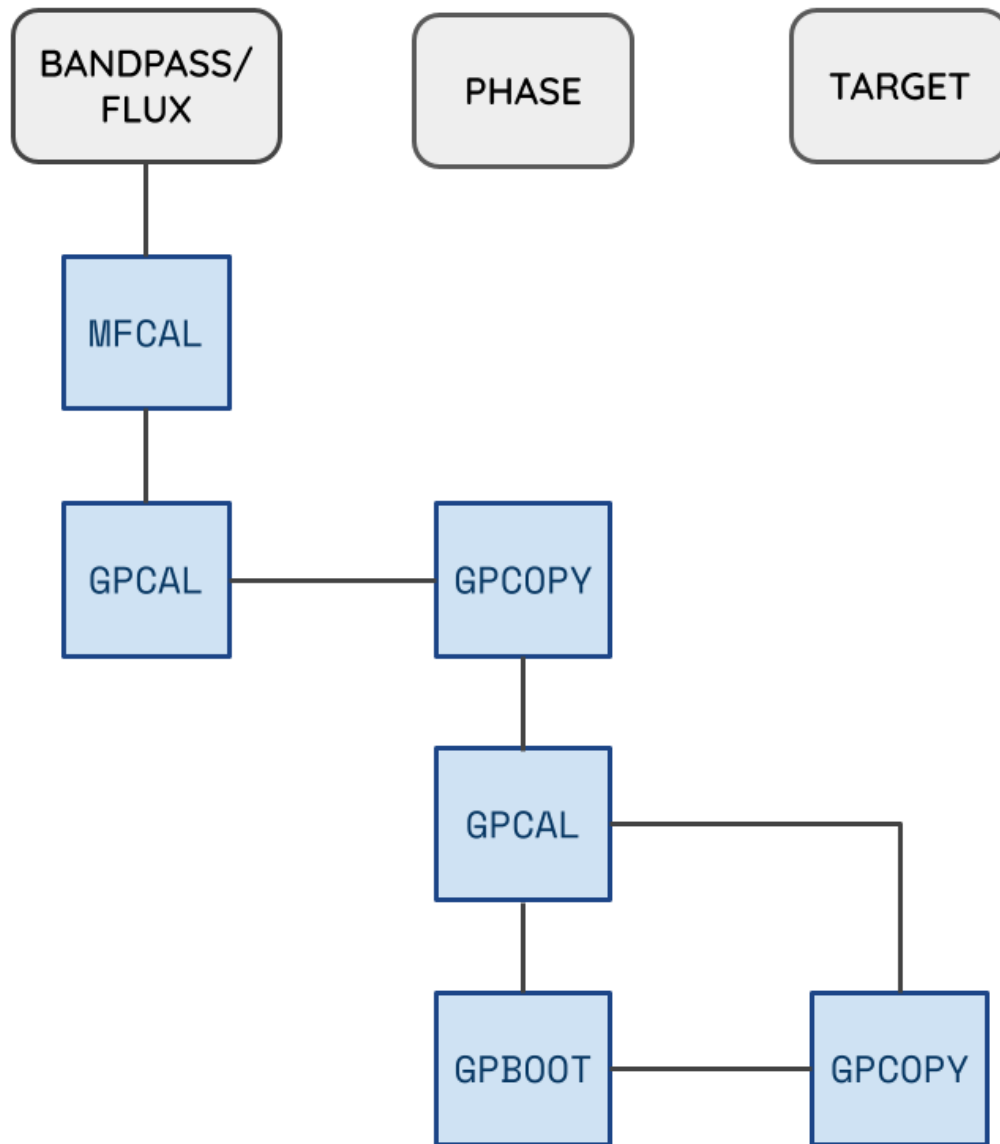 BANDPASS/
FLUX
PHASE
TARGET
MFCAL
GPCAL
GPCOPY
GPCAL
GPBOOT
GPCOPY